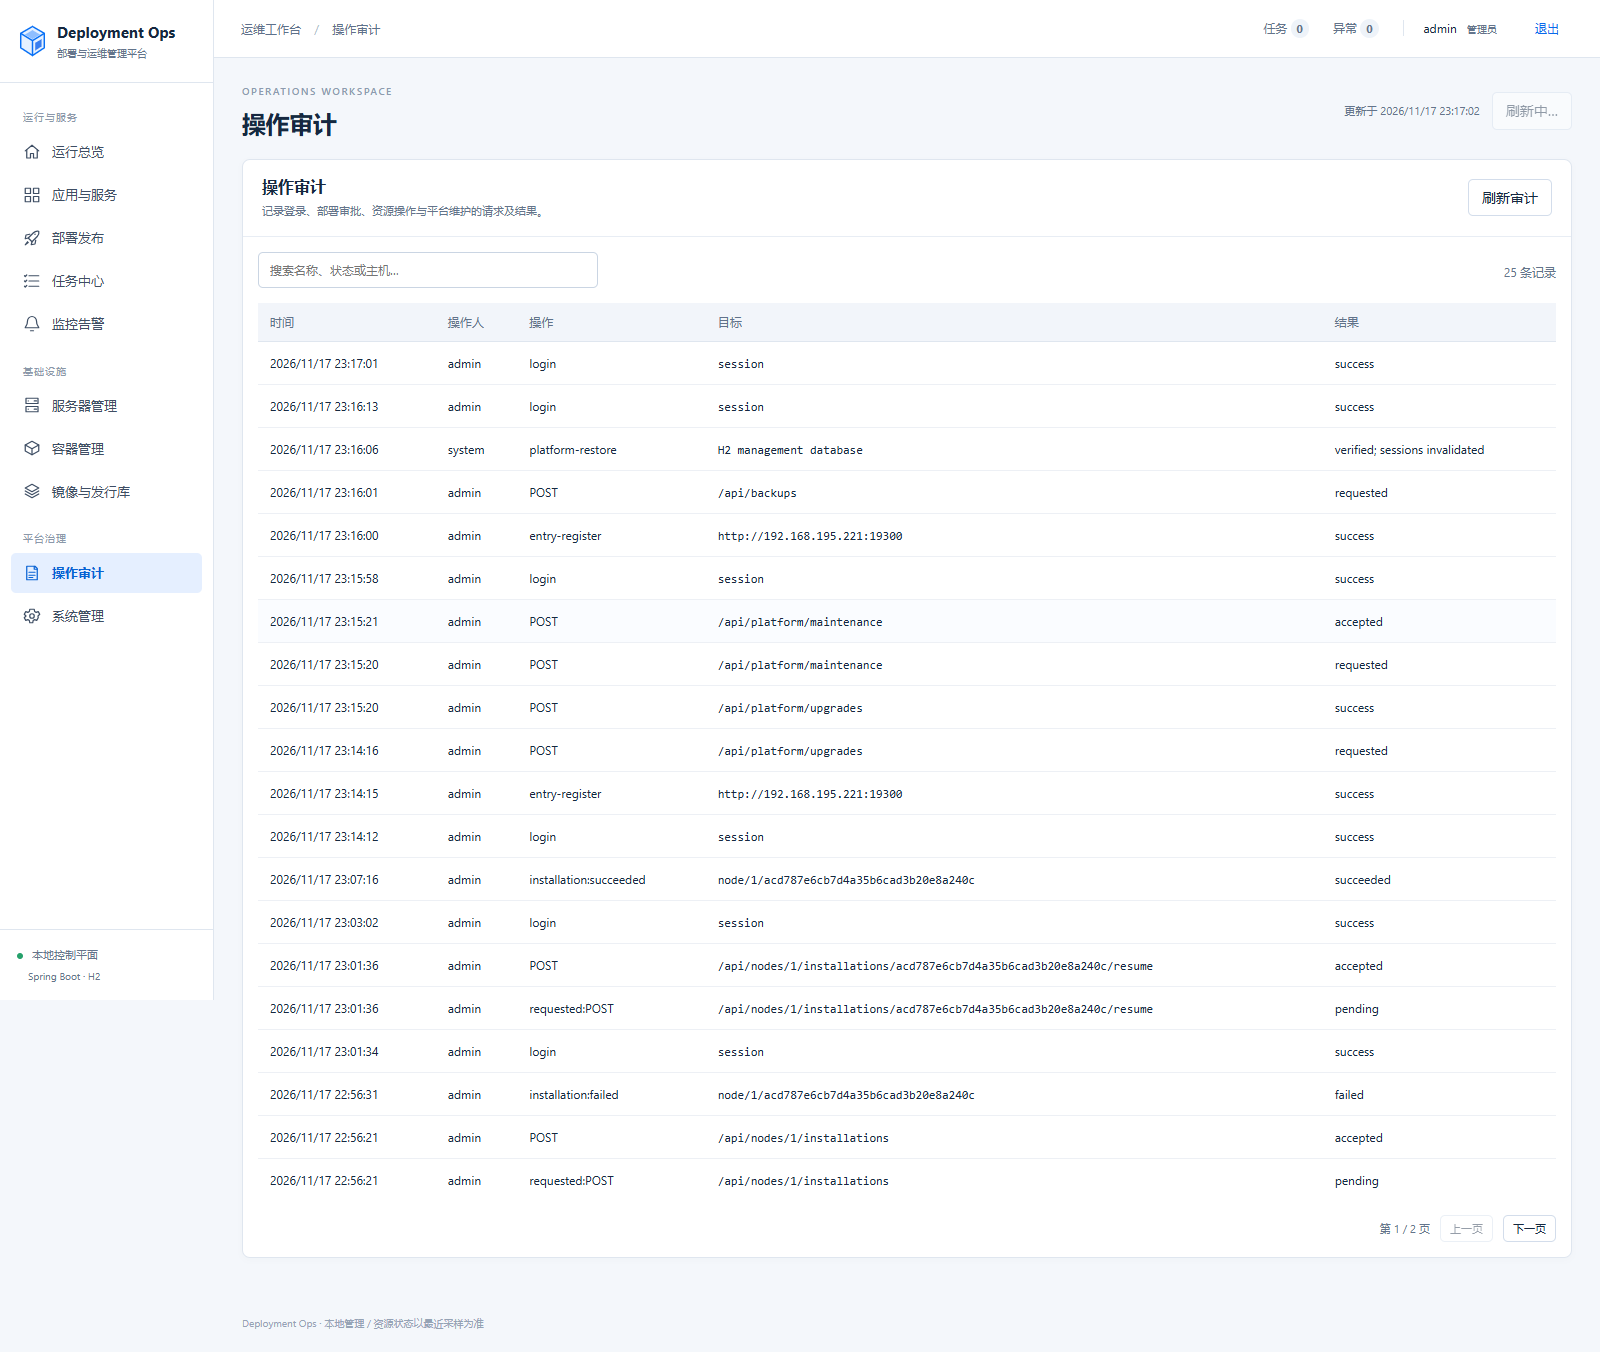 Deployment Ops
部署与运维管理平台
运行与服务
运行总览
应用与服务
部署发布
任务中心
监控告警
基础设施
服务器管理
容器管理
镜像与发行库
平台治理
操作审计
系统管理
本地控制平面
Spring Boot · H2
运维工作台 / 操作审计
任务 0 异常 0 admin 管理员 退出
OPERATIONS WORKSPACE
操作审计
更新于 2026/11/17 23:17:02 刷新中...
操作审计
记录登录、部署审批、资源操作与平台维护的请求及结果。
刷新审计
搜索名称、状态或主机...
25 条记录
时间 操作人 操作 目标 结果
2026/11/17 23:17:01 admin login session success
2026/11/17 23:16:13 admin login session success
2026/11/17 23:16:06 system platform-restore H2 management database verified; sessions invalidated
2026/11/17 23:16:01 admin POST /api/backups requested
2026/11/17 23:16:00 admin entry-register http://192.168.195.221:19300 success
2026/11/17 23:15:58 admin login session success
2026/11/17 23:15:21 admin POST /api/platform/maintenance accepted
2026/11/17 23:15:20 admin POST /api/platform/maintenance requested
2026/11/17 23:15:20 admin POST /api/platform/upgrades success
2026/11/17 23:14:16 admin POST /api/platform/upgrades requested
2026/11/17 23:14:15 admin entry-register http://192.168.195.221:19300 success
2026/11/17 23:14:12 admin login session success
2026/11/17 23:07:16 admin installation:succeeded node/1/acd787e6cb7d4a35b6cad3b20e8a240c succeeded
2026/11/17 23:03:02 admin login session success
2026/11/17 23:01:36 admin POST /api/nodes/1/installations/acd787e6cb7d4a35b6cad3b20e8a240c/resume accepted
2026/11/17 23:01:36 admin requested:POST /api/nodes/1/installations/acd787e6cb7d4a35b6cad3b20e8a240c/resume pending
2026/11/17 23:01:34 admin login session success
2026/11/17 22:56:31 admin installation:failed node/1/acd787e6cb7d4a35b6cad3b20e8a240c failed
2026/11/17 22:56:21 admin POST /api/nodes/1/installations accepted
2026/11/17 22:56:21 admin requested:POST /api/nodes/1/installations pending
第 1 / 2 页 上一页 下一页
Deployment Ops · 本地管理 / 资源状态以最近采样为准